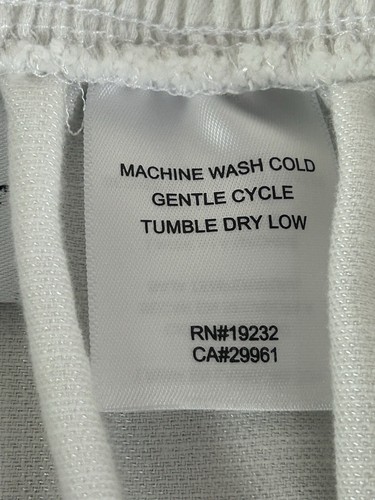 MACHINE WASH COLD
GENTLE CYCLE
TUMBLE DRY LOW
RN#19232
CA#29961